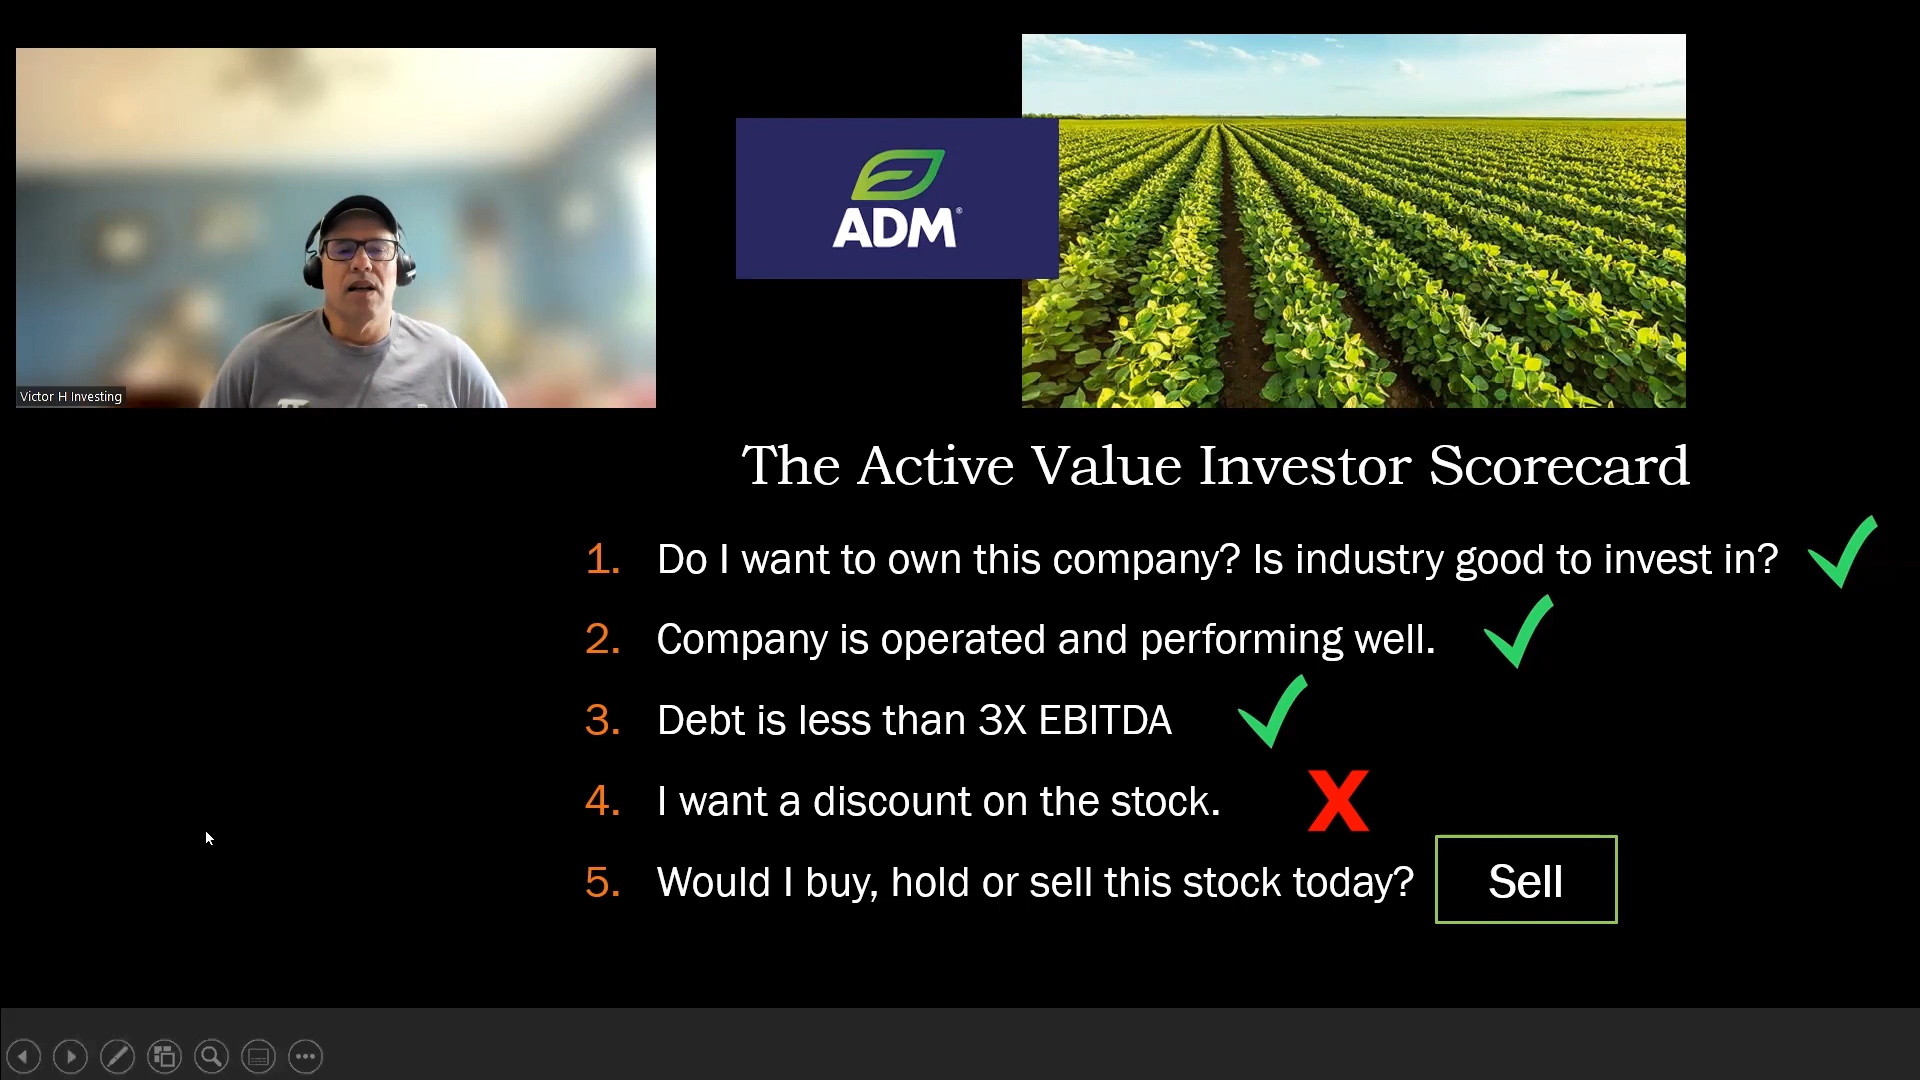 Victor H Investing
ADM®
The Active Value Investor Scorecard
1. Do I want to own this company? Is industry good to invest in?
2. Company is operated and performing well.
3. Debt is less than 3X EBITDA
4. I want a discount on the stock. X
5. Would I buy, hold or sell this stock today? Sell